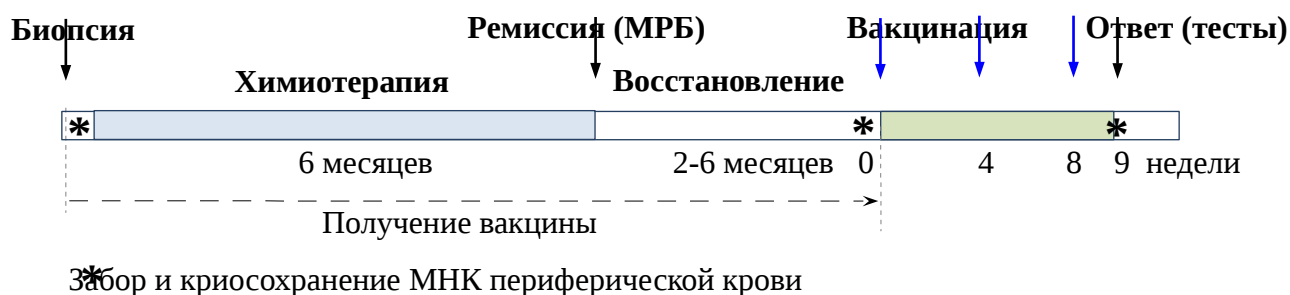 Биопсия Ремиссия (МРБ) Вакцинация Ответ (тесты)
Химиотерапия Восстановление
* * *
6 месяцев 2-6 месяцев 0 4 8 9 недели
Получение вакцины
* Забор и криосохранение МНК периферической крови